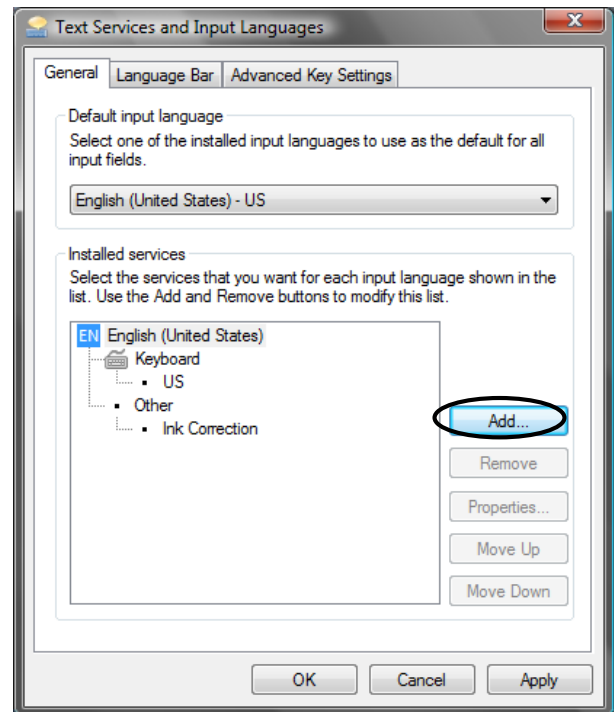 Text Services and Input Languages
General
Language Bar
Advanced Key Settings
Default input language
Select one of the installed input languages to use as the default for all
input fields.
English (United States) - US
Installed services
Select the services that you want for each input language shown in the
list. Use the Add and Remove buttons to modify this list.
EN English (United States)
Keyboard
US
Other
Ink Correction
Add...
Remove
Properties...
Move Up
Move Down
OK
Cancel
Apply